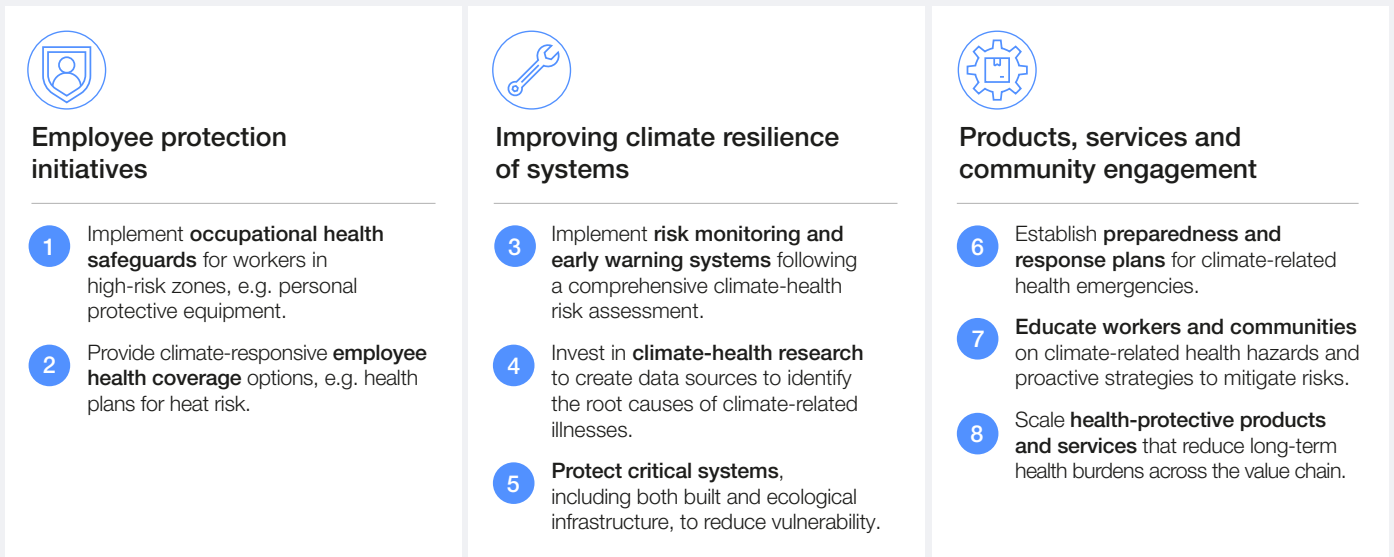 Employee protection
initiatives
1
Implement occupational health
safeguards for workers in
high-risk zones, e.g. personal
protective equipment.
2
Provide climate-responsive employee
health coverage options, e.g. health
plans for heat risk.
Improving climate resilience
of systems
3
Implement risk monitoring and
early warning systems following
a comprehensive climate-health
risk assessment.
4
Invest in climate-health research
to create data sources to identify
the root causes of climate-related
illnesses.
5
Protect critical systems,
including both built and ecological
infrastructure, to reduce vulnerability.
Products, services and
community engagement
6
Establish preparedness and
response plans for climate-related
health emergencies.
7
Educate workers and communities
on climate-related health hazards and
proactive strategies to mitigate risks.
8
Scale health-protective products
and services that reduce long-term
health burdens across the value chain.